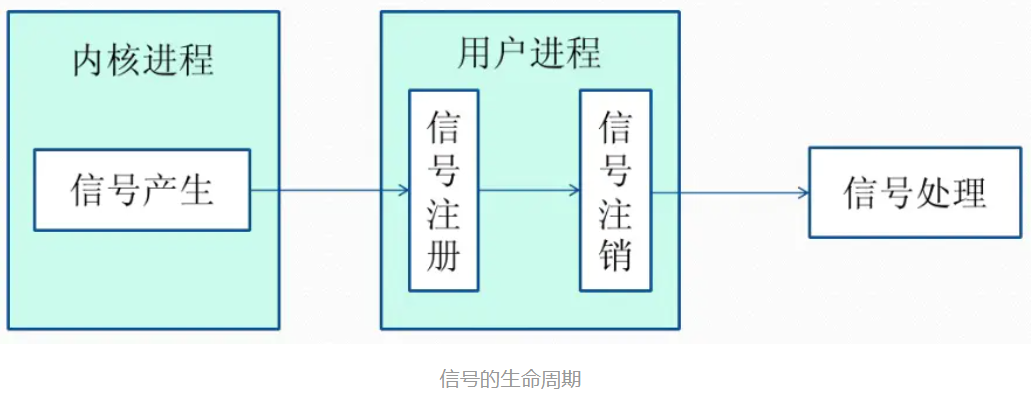 内核进程
用户进程
信号产生
信号注册
信号注销
信号处理
信号的生命周期